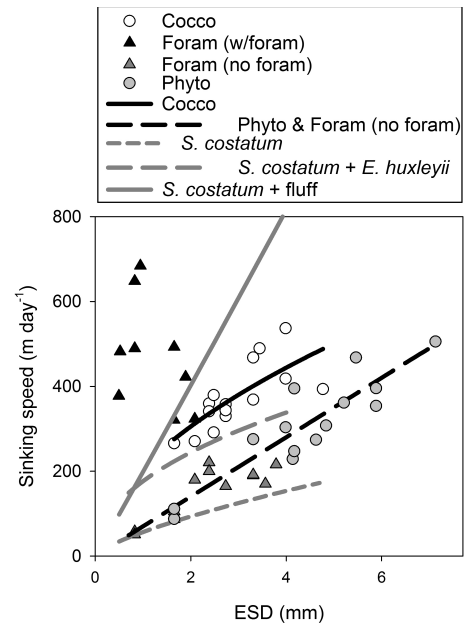 Cocco
Foram (w/foram)
Foram (no foram)
Phyto
Cocco
Phyto & Foram (no foram)
S. costatum
S. costatum + E. huxleyii
S. costatum + fluff
800
600
400
200
0
0 2 4 6
Sinking speed (m day-1)
ESD (mm)